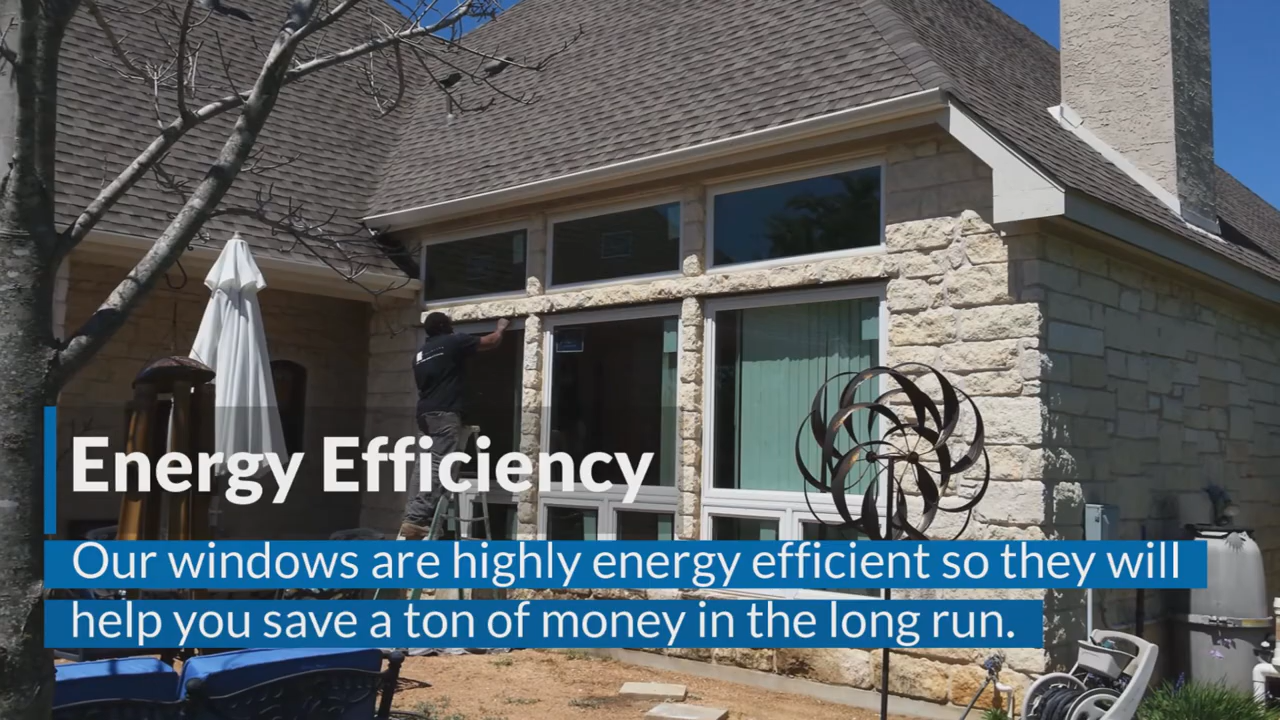 Energy Efficiency
Our windows are highly energy efficient so they will
help you save a ton of money in the long run.